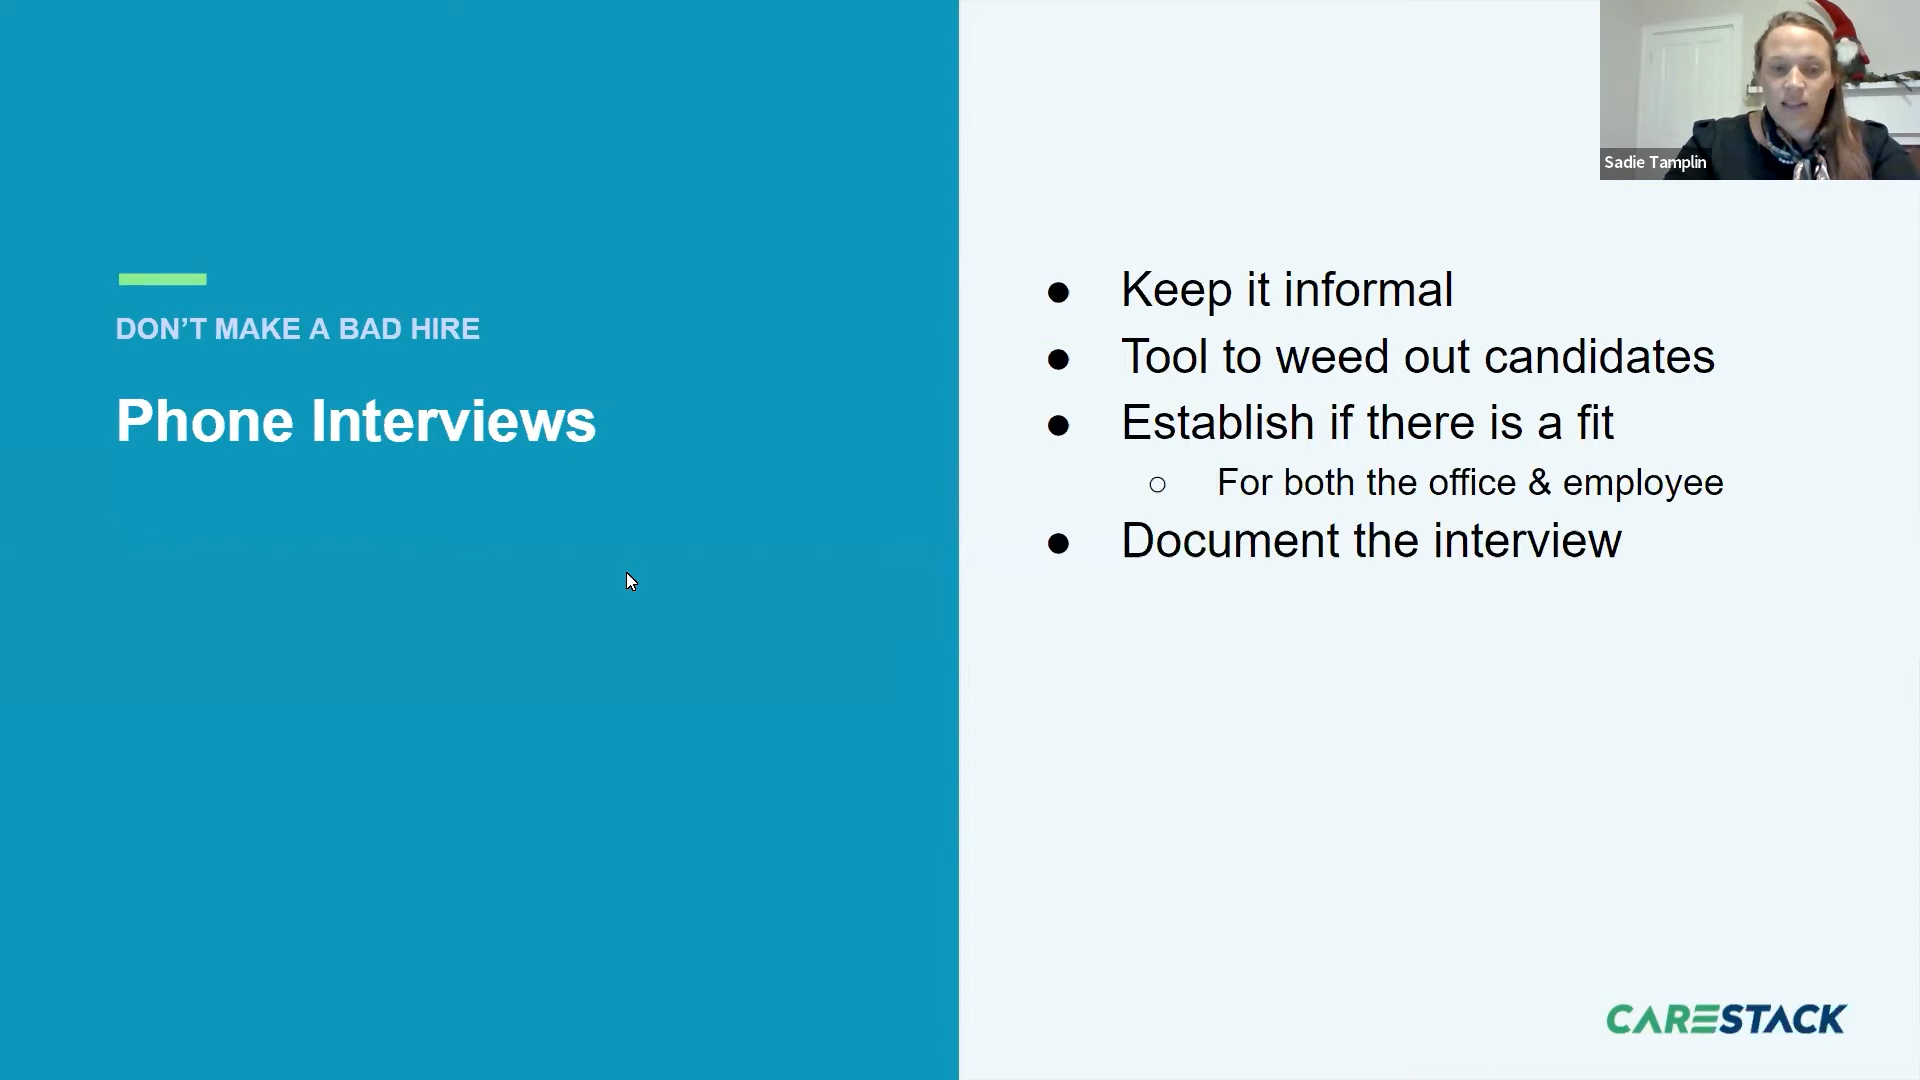 DON’T MAKE A BAD HIRE
Phone Interviews
● Keep it informal
● Tool to weed out candidates
● Establish if there is a fit
○ For both the office & employee
● Document the interview
Sadie Tamplin
CARESTACK